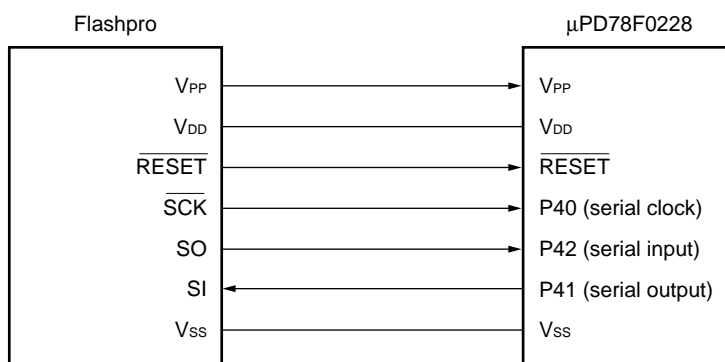 Flashpro μPD78F0228
VPP VPP
VDD VDD
RESET RESET
SCK P40 (serial clock)
SO P42 (serial input)
SI P41 (serial output)
VSS VSS